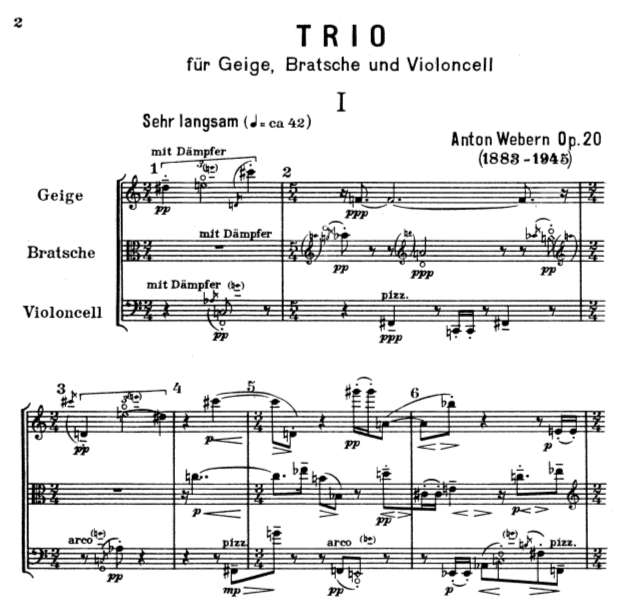 2
TRIO
für Geige, Bratsche und Violoncell
I
Sehr langsam (♩= ca 42)
Anton Webern Op. 20
(1883-1945)
mit Dämpfer
1 3 2
Geige
pp ppp
mit Dämpfer
Bratsche
pp ppp pp
mit Dämpfer
pizz.
Violoncell
pp ppp
3 3 4 5 6
p pp
p pp
arco pizz. arco pizz.
pp mp pp p